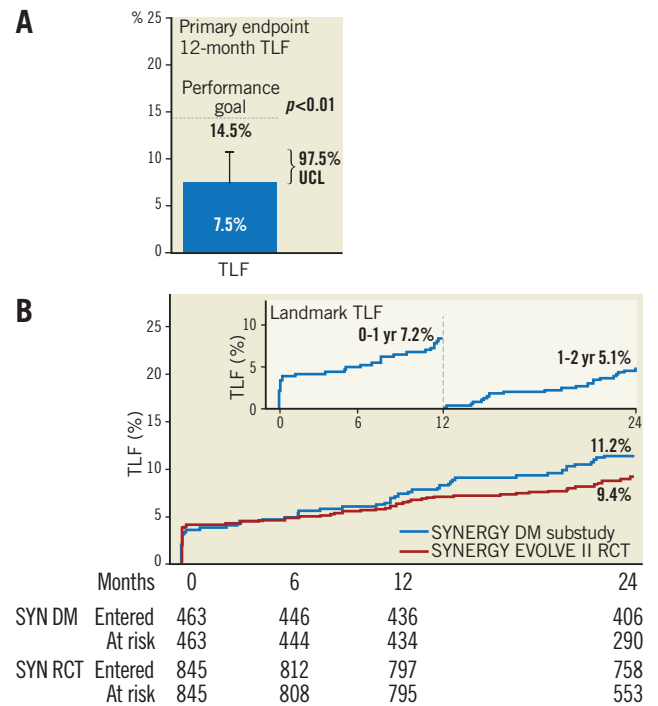 A
% 25
Primary endpoint
12-month TLF
20
Performance
goal
p<0.01
15
14.5%
10
97.5%
UCL
5
7.5%
0
TLF
B
Landmark TLF
25
10
0-1 yr 7.2%
1-2 yr 5.1%
TLF (%)
5
20
0
0 6 12 24
TLF (%)
15
11.2%
10
9.4%
5
SYNERGY DM substudy
SYNERGY EVOLVE II RCT
0
Months 0 6 12 24
SYN DM Entered 463 446 436 406
At risk 463 444 434 290
SYN RCT Entered 845 812 797 758
At risk 845 808 795 553